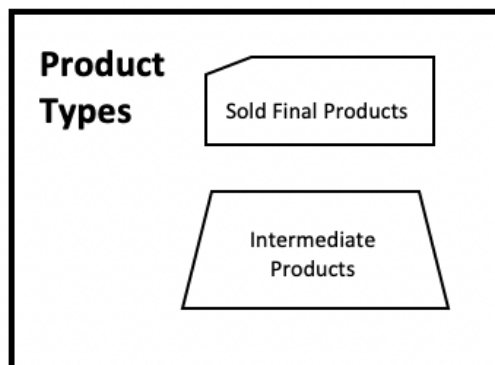 Product
Types
Sold Final Products
Intermediate
Products